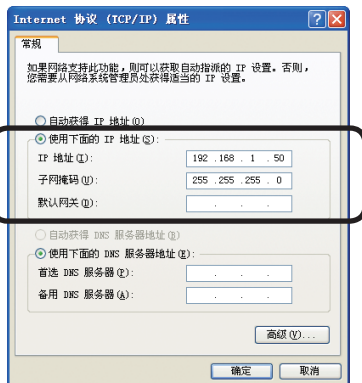 Internet 协议 (TCP/IP) 属性
常规
如果网络支持此功能，则可以获取自动指派的 IP 设置。否则，
您需要从网络系统管理员处获得适当的 IP 设置。
自动获得 IP 地址(O)
使用下面的 IP 地址(S):
IP 地址(I): 192 .168 . 1 . 50
子网掩码(U): 255 .255 .255 . 0
默认网关(D): . . .
自动获得 DNS 服务器地址(B)
使用下面的 DNS 服务器地址(E):
首选 DNS 服务器(P): . . .
备用 DNS 服务器(A): . . .
高级(V)...
确定
取消